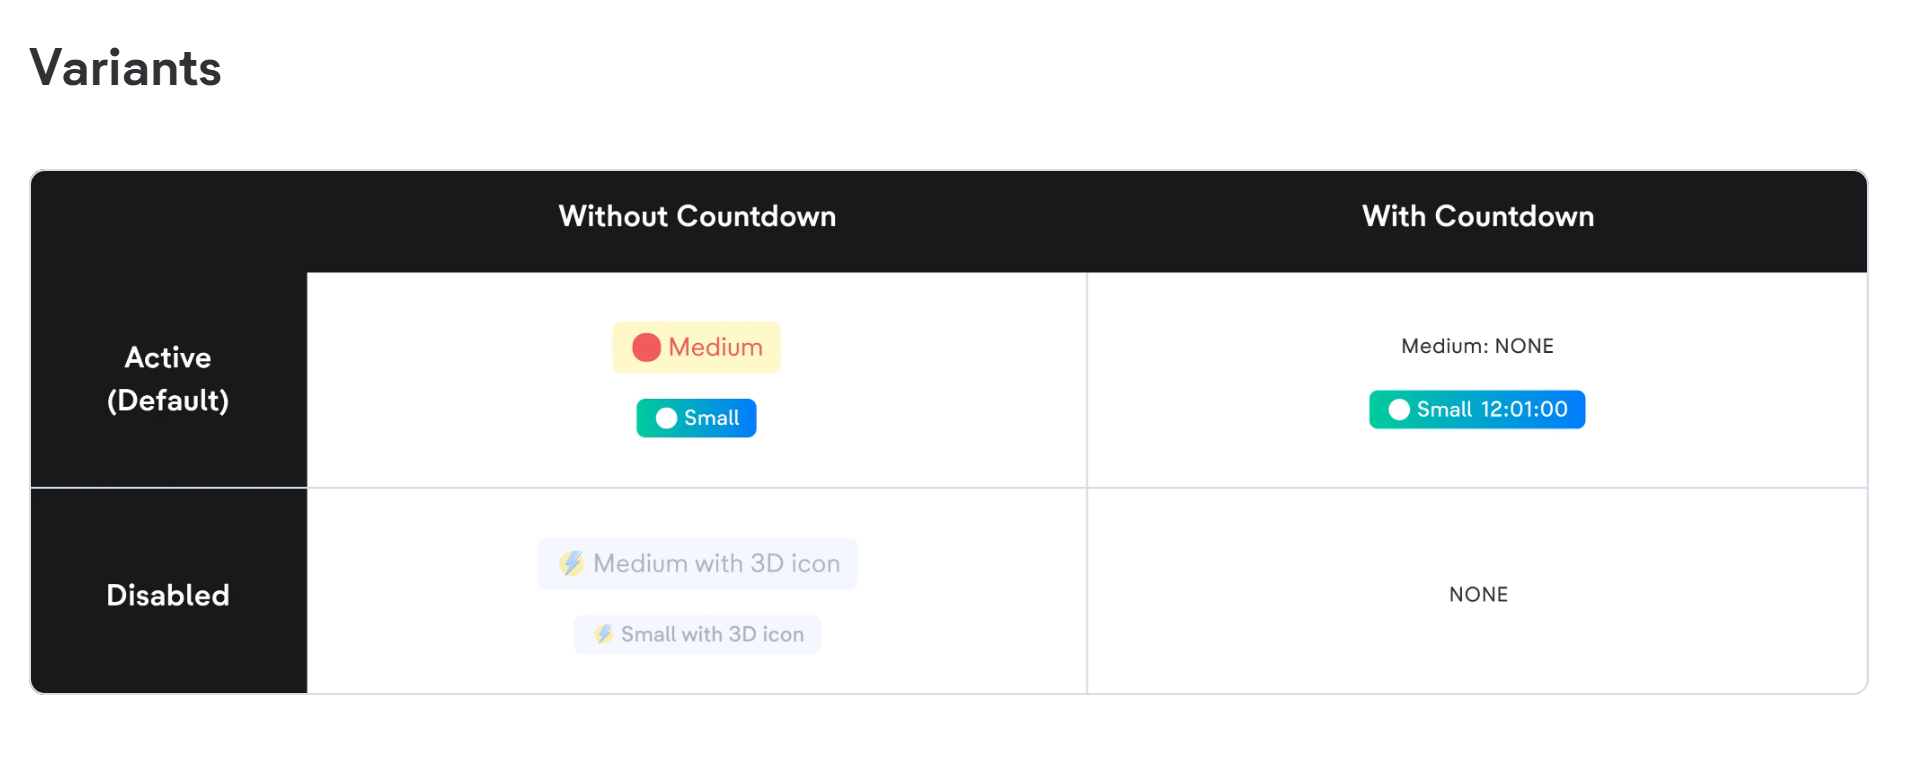 Variants
Without Countdown
With Countdown
Active
(Default)
Medium
Small
Medium: NONE
Small 12:01:00
Disabled
Medium with 3D icon
Small with 3D icon
NONE